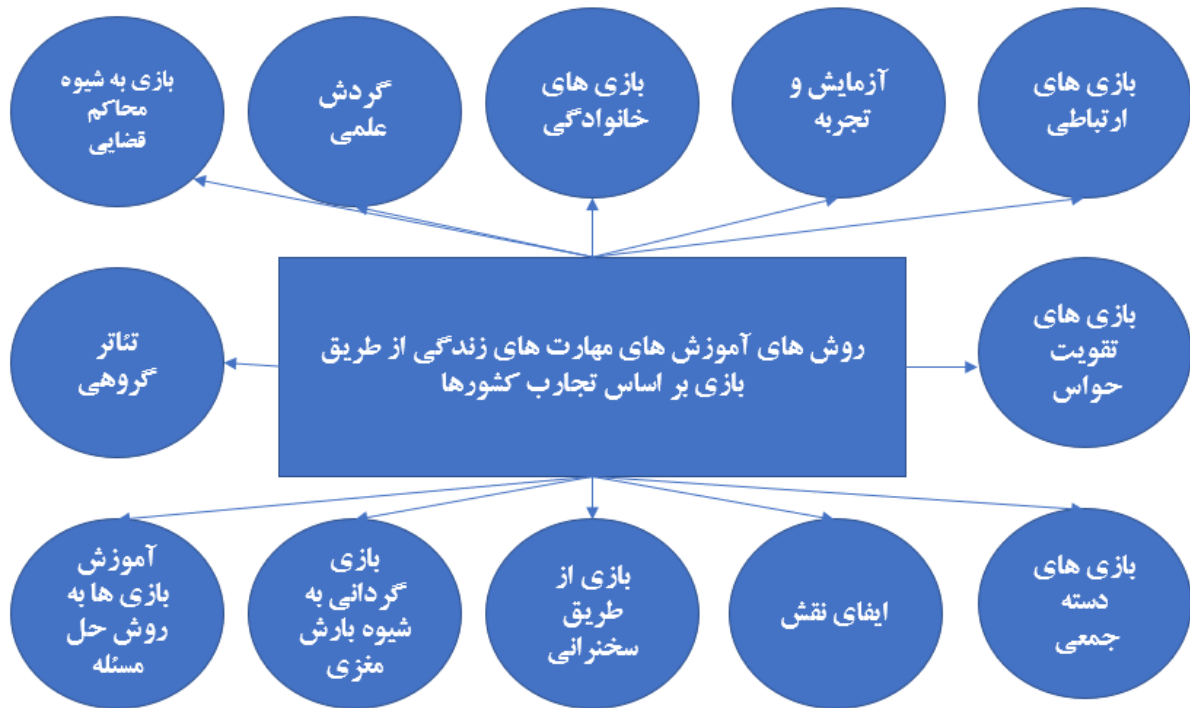 بازی های
ارتباطی
آزمایش و
تجربه
بازی های
خانوادگی
گردش
علمی
بازی به شیوه
محاکم
قضایی
بازی های
تقویت
حواس
روش های آموزش های مهارت های زندگی از طریق
بازی بر اساس تجارب کشورها
تئاتر
گروهی
بازی های
دسته
جمعی
ایفای نقش
بازی از
طریق
سخنرانی
بازی
گردانی به
شیوه بارش
مغزی
آموزش
بازی ها به
روش حل
مسئله